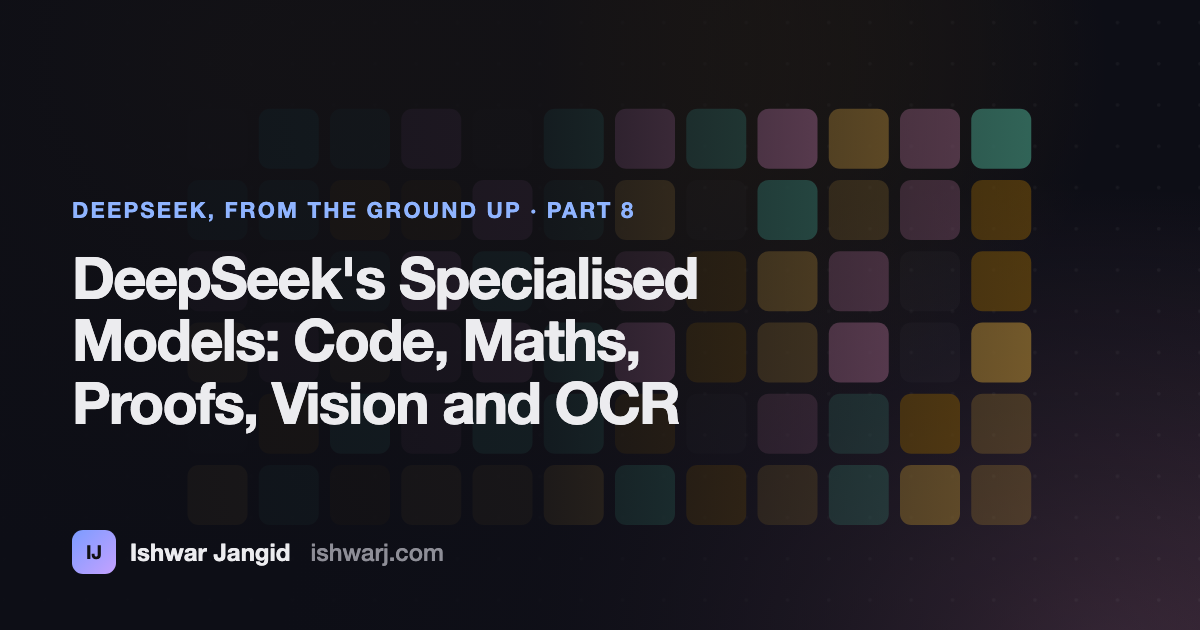 DEEPSEEK, FROM THE GROUND UP · PART 8
DeepSeek's Specialised
Models: Code, Maths,
Proofs, Vision and OCR
IJ Ishwar Jangid ishwarj.com